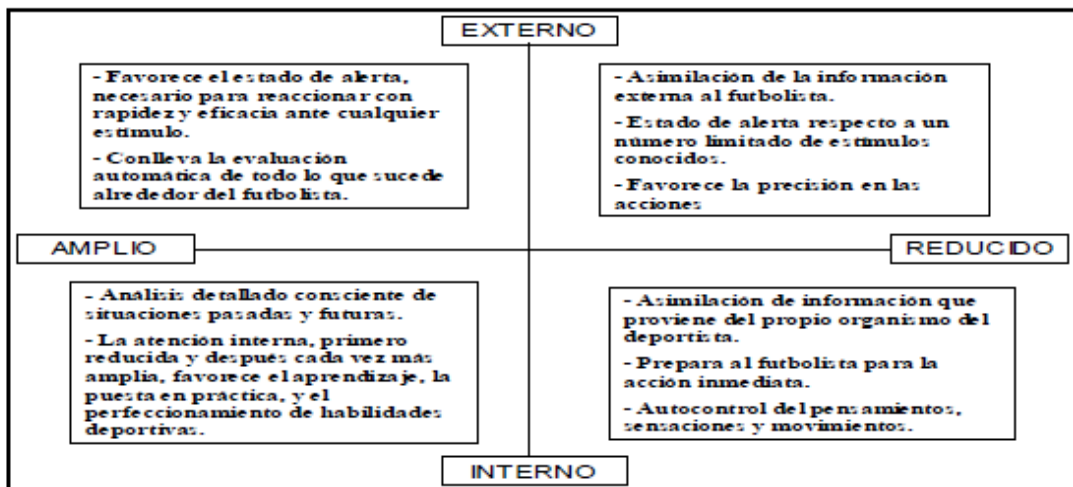 EXTERNO
- Favorece el estado de alerta,
necesario para reaccionar con
rapidez y eficacia ante cualquier
estímulo.
- Conlleva la evaluación
automática de todo lo que sucede
alrededor del futbolista.
- Asimilación de la información
externa al futbolista.
- Estado de alerta respecto a un
número limitado de estímulos
conocidos.
- Favorece la precisión en las
acciones
AMPLIO
REDUCIDO
- Análisis detallado consciente de
situaciones pasadas y futuras.
- La atención interna, primero
reducida y después cada vez más
amplia, favorece el aprendizaje, la
puesta en práctica, y el
perfeccionamiento de habilidades
deportivas.
- Asimilación de información que
proviene del propio organismo del
deportista.
- Prepara al futbolista para la
acción inmediata.
- Autocontrol del pensamientos,
sensaciones y movimientos.
INTERNO